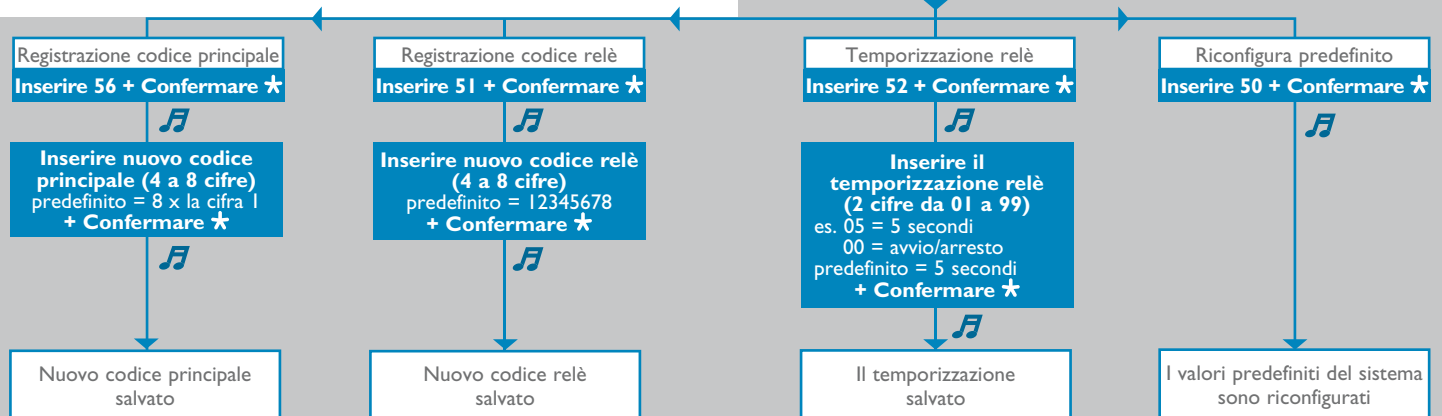 Registrazione codice principale
Inserire 56 + Confermare *
Inserire nuovo codice
principale (4 a 8 cifre)
predefinito = 8 x la cifra 1
+ Confermare *
Nuovo codice principale
salvato
Registrazione codice relè
Inserire 51 + Confermare *
Inserire nuovo codice relè
(4 a 8 cifre)
predefinito = 12345678
+ Confermare *
Nuovo codice relè
salvato
Temporizzazione relè
Inserire 52 + Confermare *
Inserire il
temporizzazione relè
(2 cifre da 01 a 99)
es. 05 = 5 secondi
00 = avvio/arresto
predefinito = 5 secondi
+ Confermare *
Il temporizzazione
salvato
Riconfigura predefinito
Inserire 50 + Confermare *
I valori predefiniti del sistema
sono riconfigurati